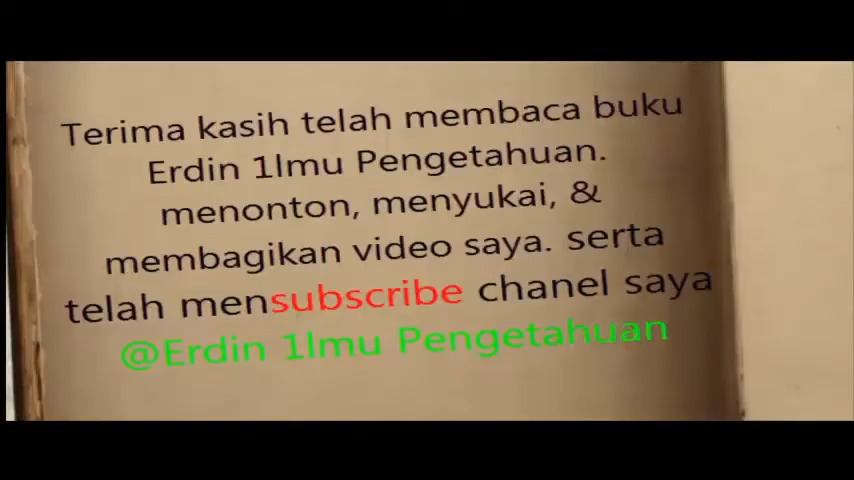 Terima kasih telah membaca buku
Erdin 1lmu Pengetahuan.
menonton, menyukai, &
membagikan video saya. serta
telah mensubscribe chanel saya
@Erdin 1lmu Pengetahuan